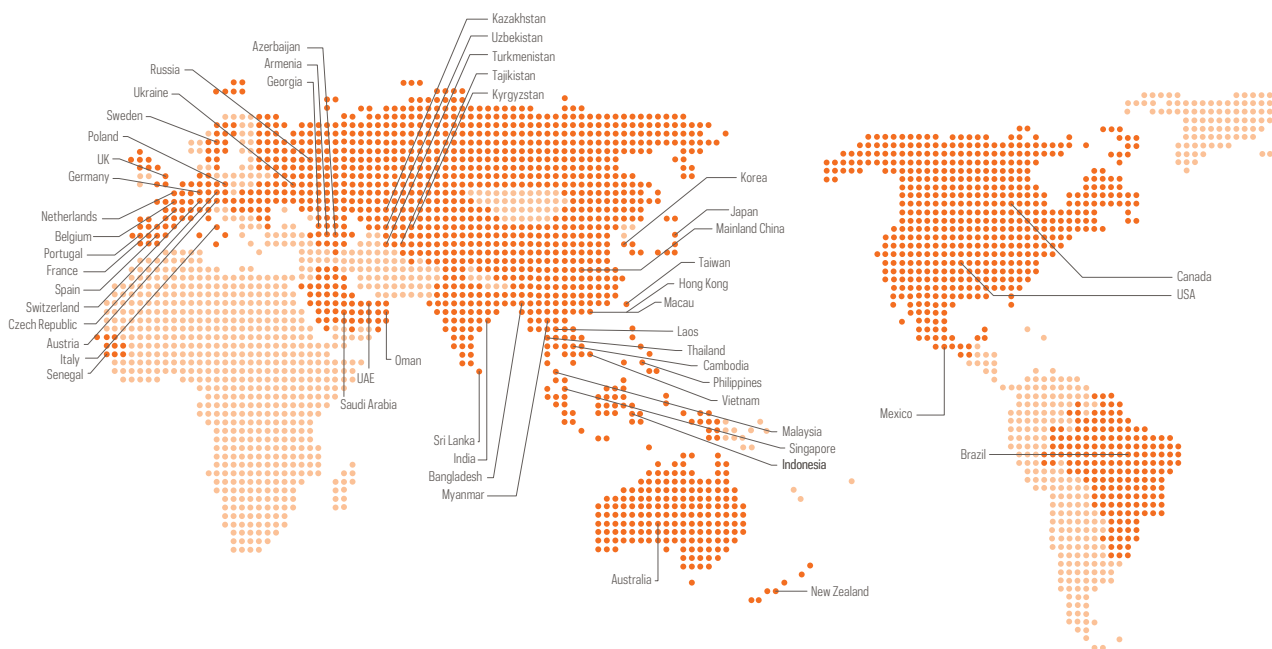 Kazakhstan
Uzbekistan
Turkmenistan
Tajikistan
Kyrgyzstan
Azerbaijan
Armenia
Georgia
Russia
Ukraine
Sweden
Poland
UK
Germany
Netherlands
Belgium
Portugal
France
Spain
Switzerland
Czech Republic
Austria
Italy
Senegal
Oman
UAE
Saudi Arabia
Sri Lanka
India
Bangladesh
Myanmar
Korea
Japan
Mainland China
Taiwan
Hong Kong
Macau
Laos
Thailand
Cambodia
Philippines
Vietnam
Malaysia
Singapore
Indonesia
Australia
New Zealand
Canada
USA
Mexico
Brazil